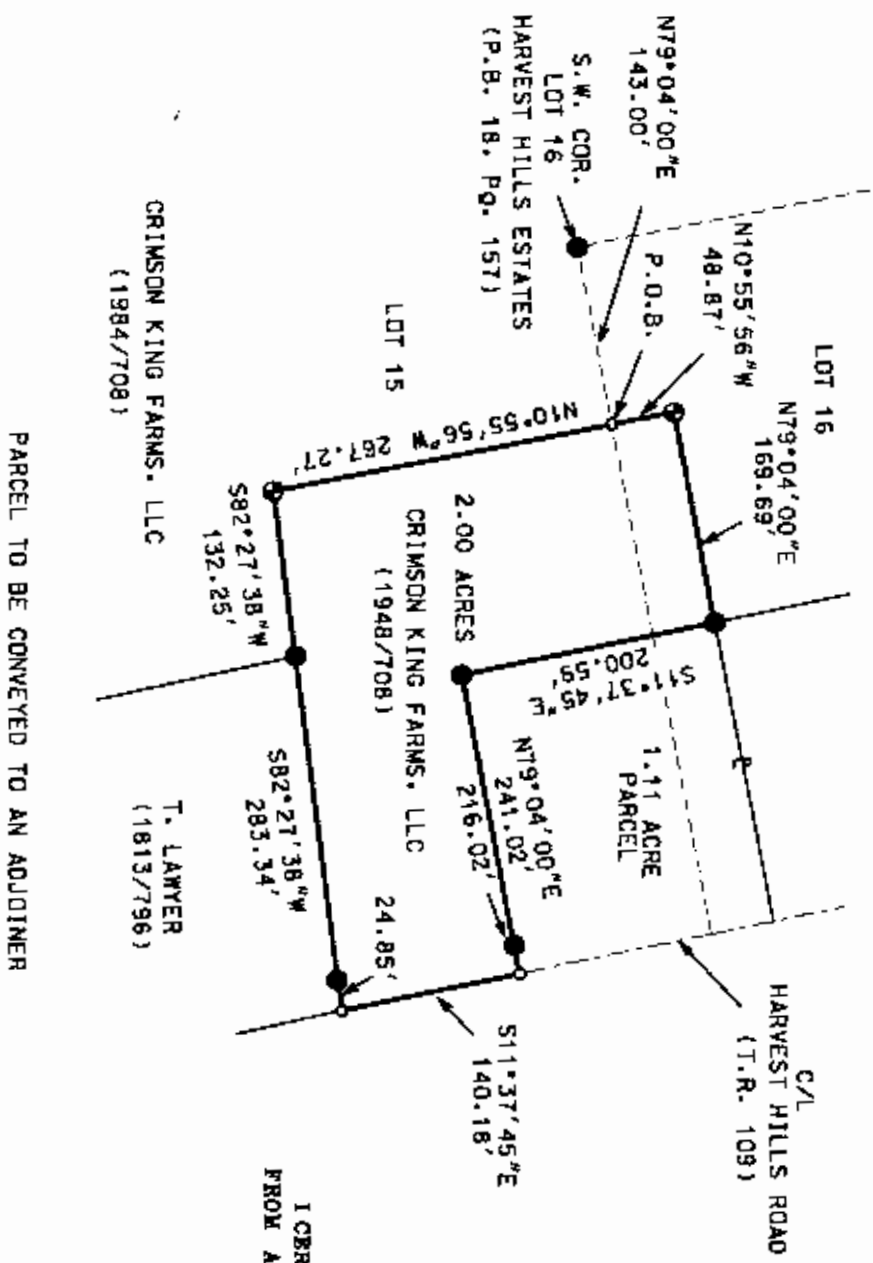 N79°04'00"E
143.00'
S.W. COR.
LOT 16
HARVEST HILLS ESTATES
(P.B. 18, Pg. 157)
N10°55'56"W
48.87'
P.O.B.
LOT 16
N79°04'00"E
169.69'
C/L
HARVEST HILLS ROAD
(T.R. 109)
LOT 15
N10°55'56"W 267.27'
2.00 ACRES
CRIMSON KING FARMS, LLC
(1948/708)
S11°37'45"E
200.59'
1.11 ACRE
PARCEL
N79°04'00"E
241.02'
216.02'
S11°37'45"E
140.18'
24.85'
S82°27'38"W
132.25'
S82°27'38"W
283.34'
CRIMSON KING FARMS, LLC
(1984/708)
T. LAWYER
(1813/796)
PARCEL TO BE CONVEYED TO AN ADJOINER
I CER
FROM A